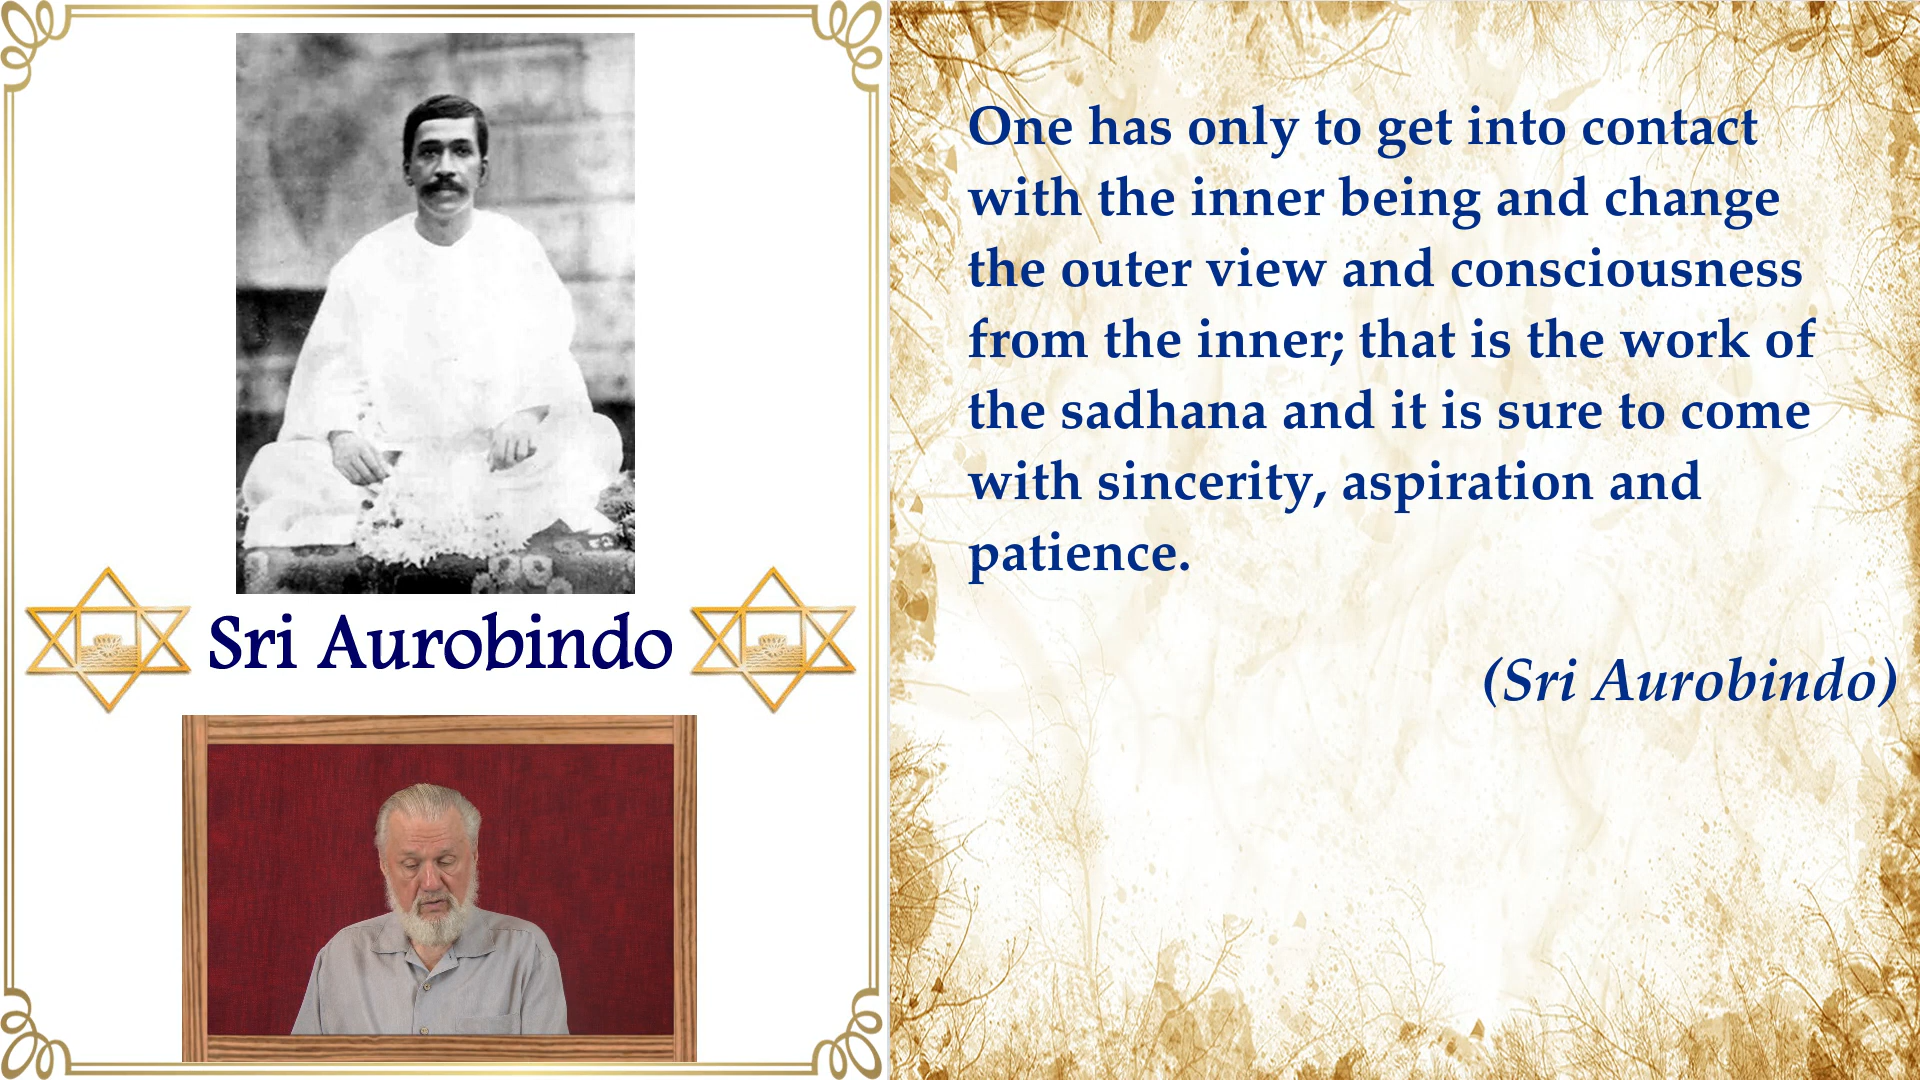 Sri Aurobindo
One has only to get into contact
with the inner being and change
the outer view and consciousness
from the inner; that is the work of
the sadhana and it is sure to come
with sincerity, aspiration and
patience.
(Sri Aurobindo)